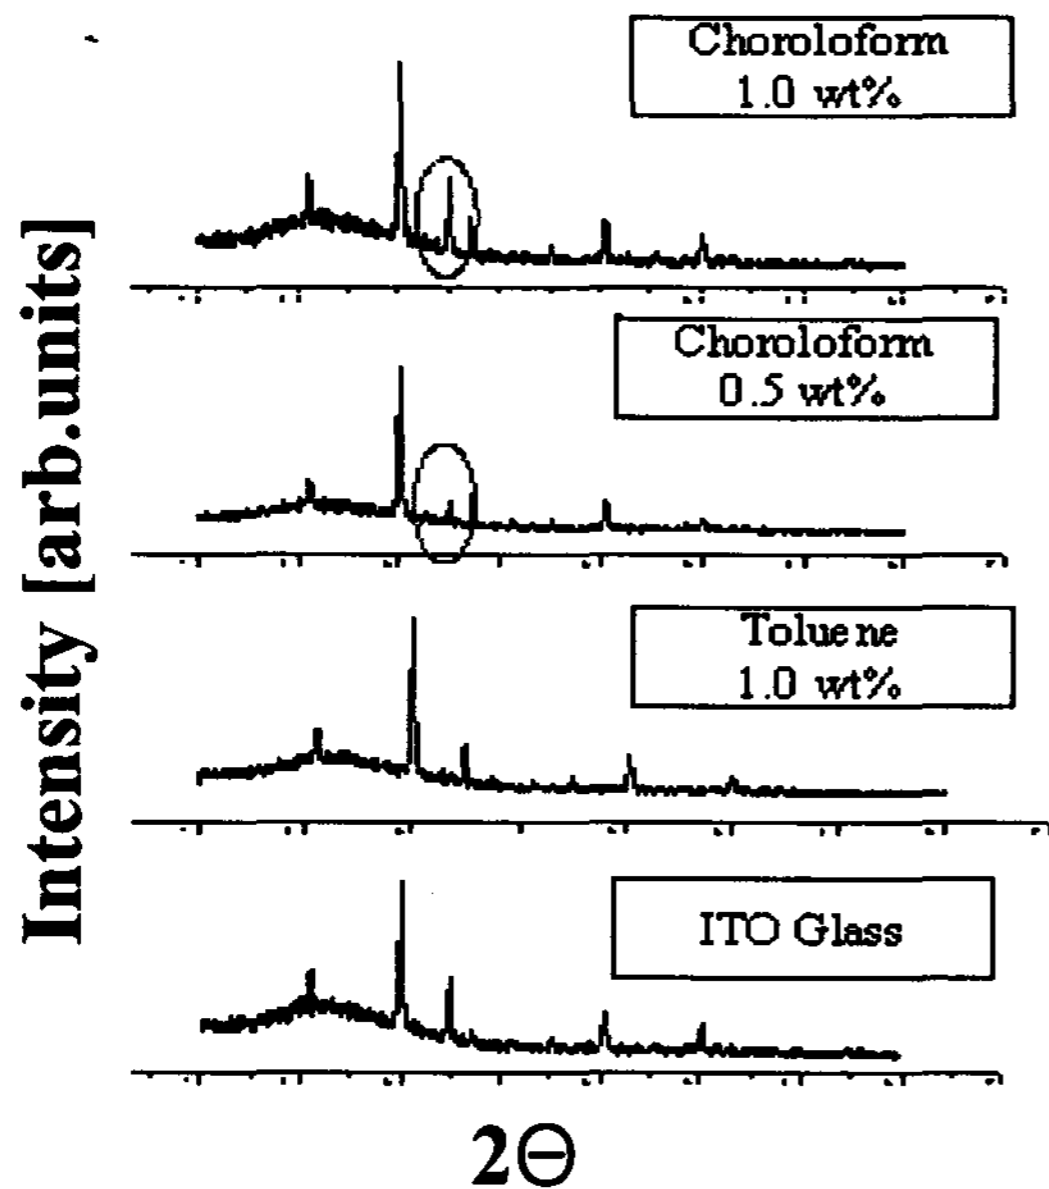 Choroloform
1.0 wt%
Choroloform
0.5 wt%
Toluene
1.0 wt%
ITO Glass
Intensity [arb.units]
2Θ